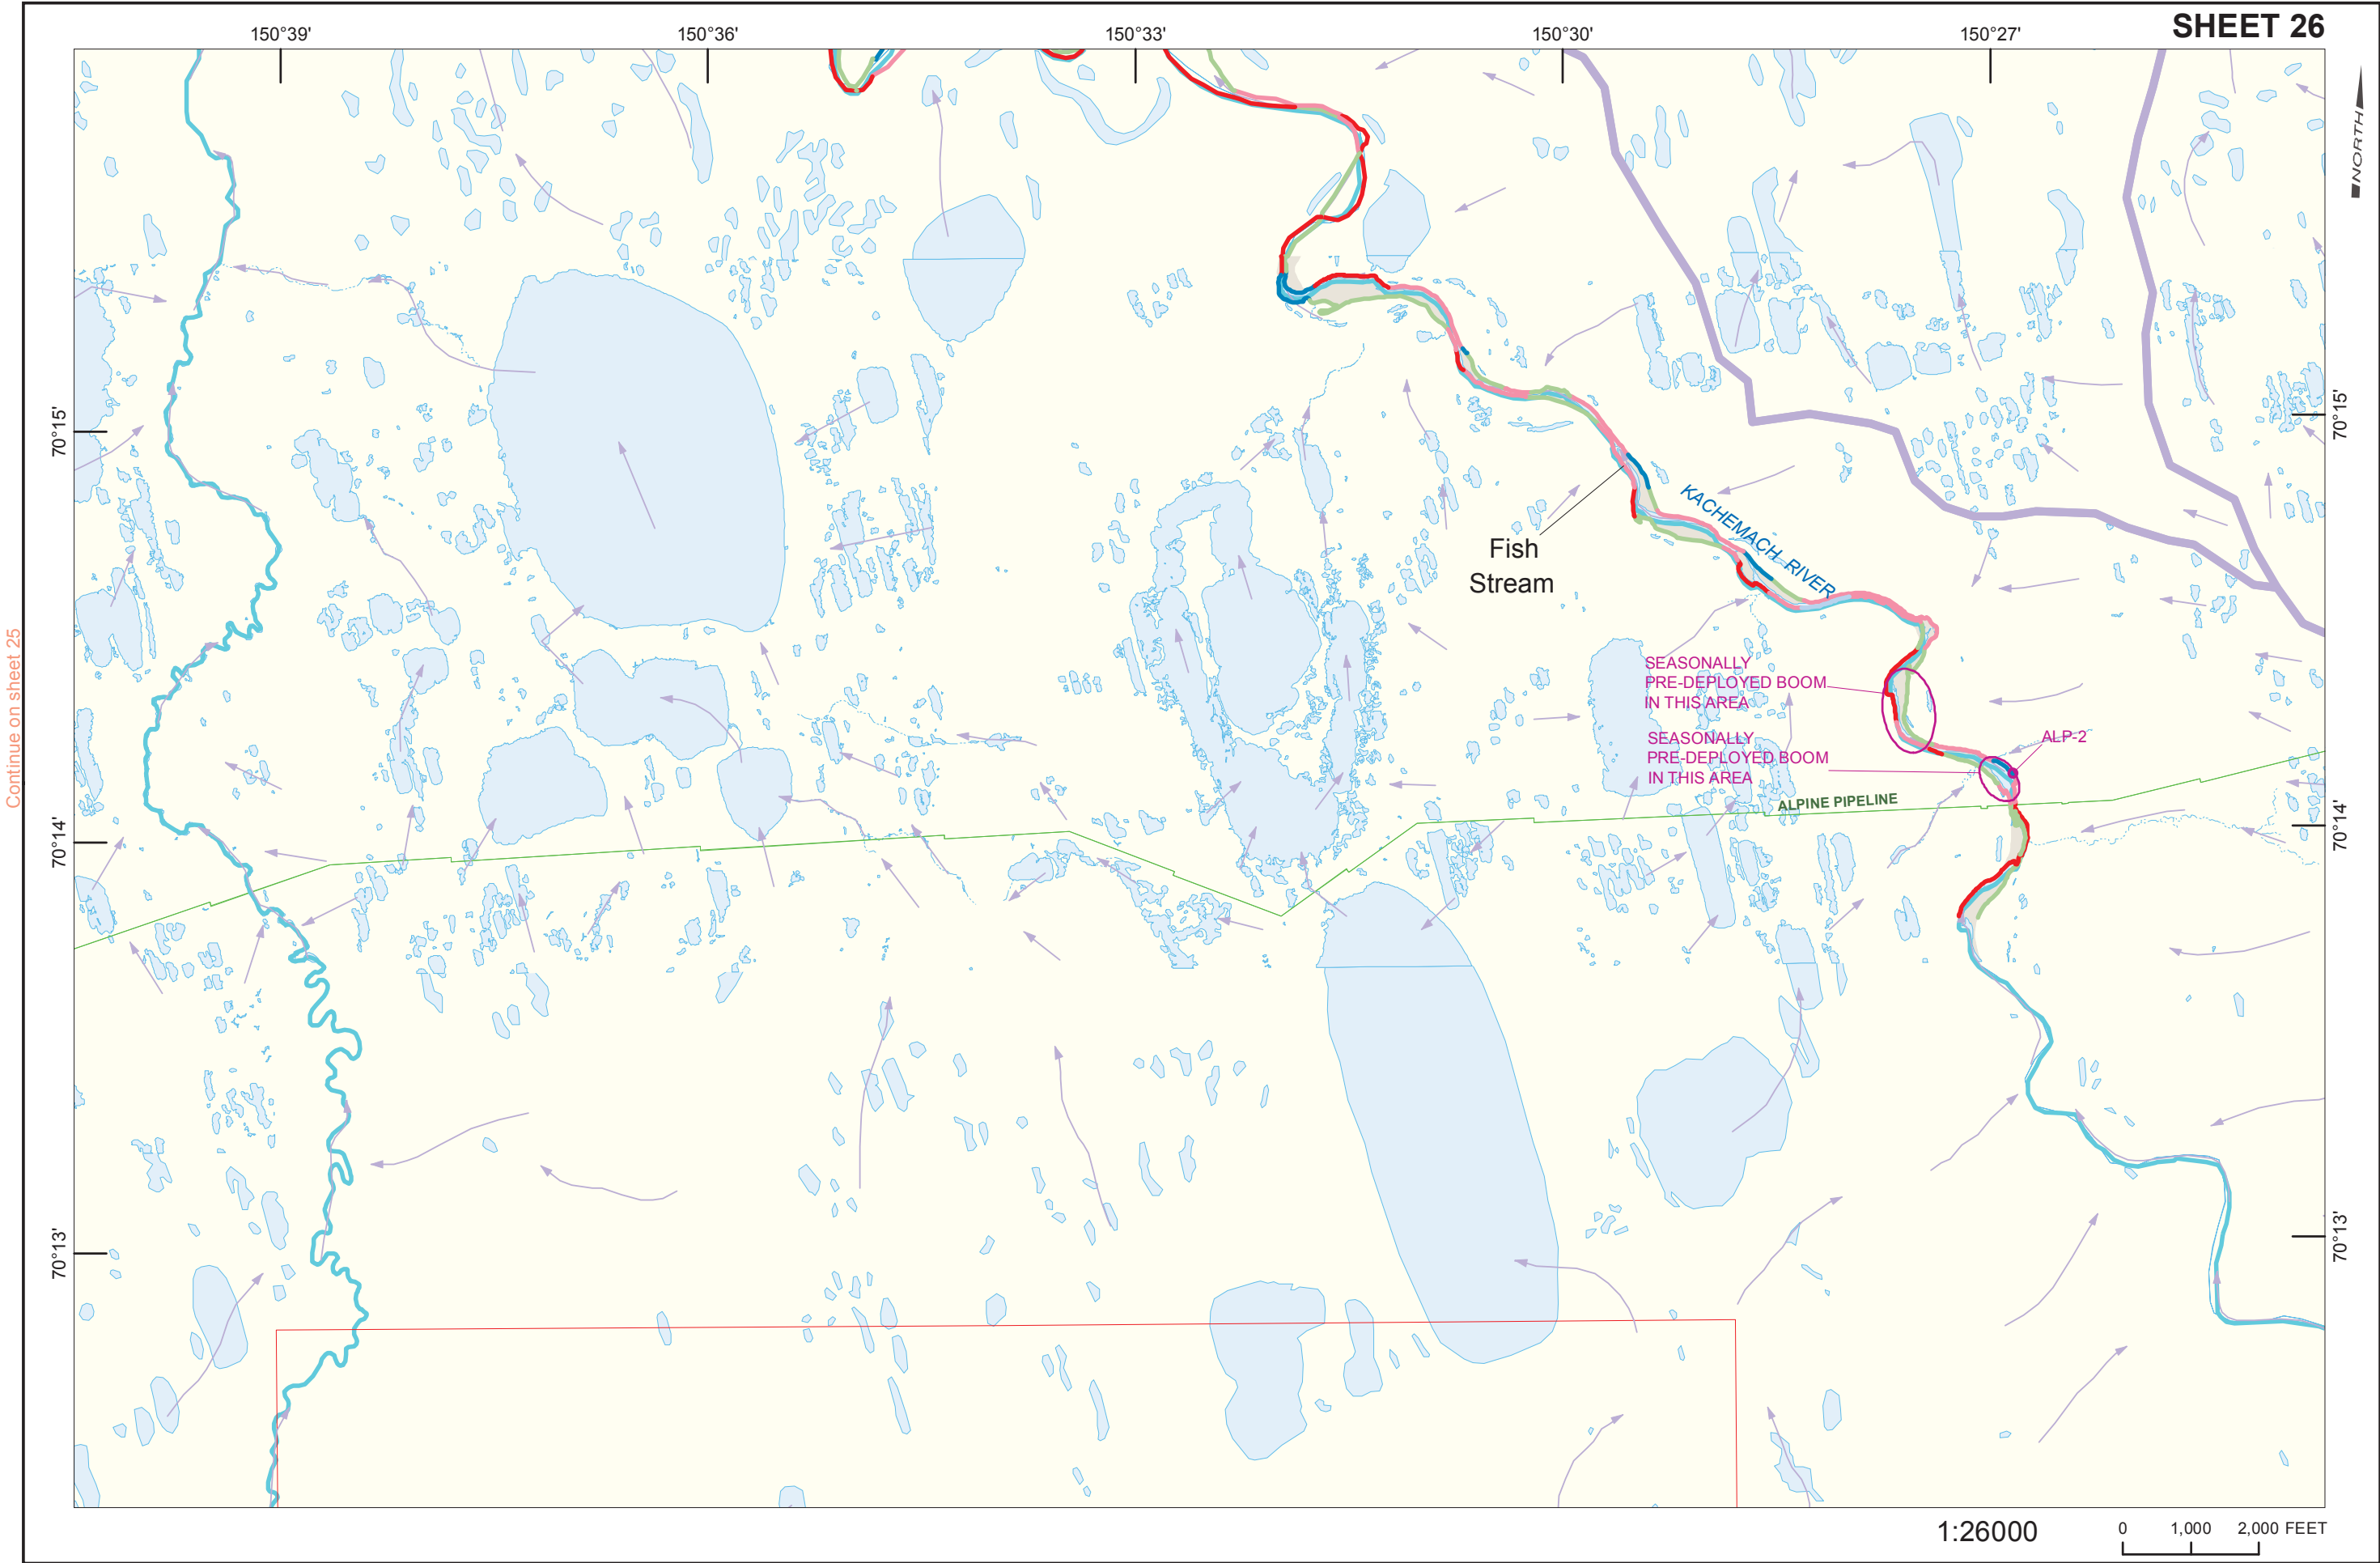 SHEET 26
150°39'
150°36'
150°33'
150°30'
150°27'
NORTH
70°15'
70°15'
KACHEMACH RIVER
Fish
Stream
Continue on sheet 25
SEASONALLY
PRE-DEPLOYED BOOM
IN THIS AREA
SEASONALLY
PRE-DEPLOYED BOOM
IN THIS AREA
ALP-2
ALPINE PIPELINE
70°14'
70°14'
70°13'
70°13'
1:26000
0 1,000 2,000 FEET